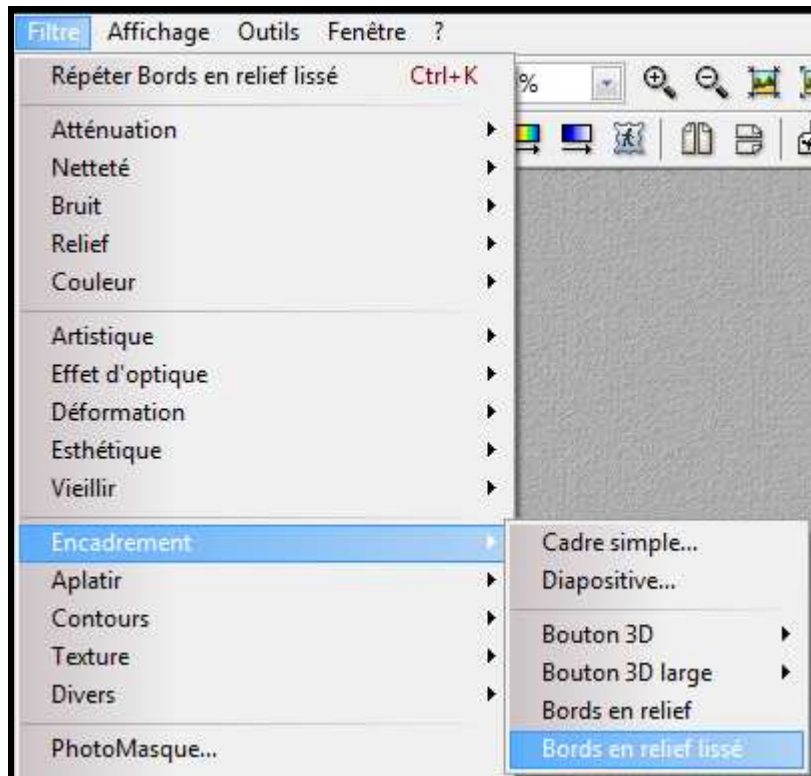 Filtre Affichage Outils Fenêtre ?
Répéter Bords en relief lissé Ctrl+K
%
Atténuation
Netteté
Bruit
Relief
Couleur
Artistique
Effet d'optique
Déformation
Esthétique
Vieillir
Encadrement
Aplatir
Contours
Texture
Divers
PhotoMasque...
Cadre simple...
Diapositive...
Bouton 3D
Bouton 3D large
Bords en relief
Bords en relief lissé